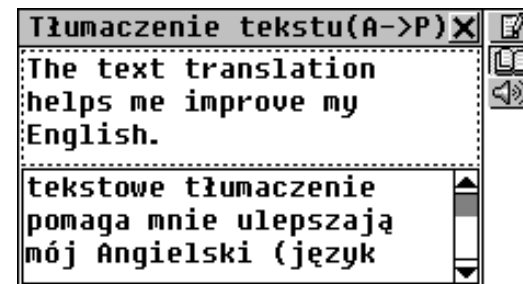 Tłumaczenie tekstu(A->P)
The text translation
helps me improve my
English.
tekstowe tłumaczenie
pomaga mnie ulepszają
mój Angielski (język